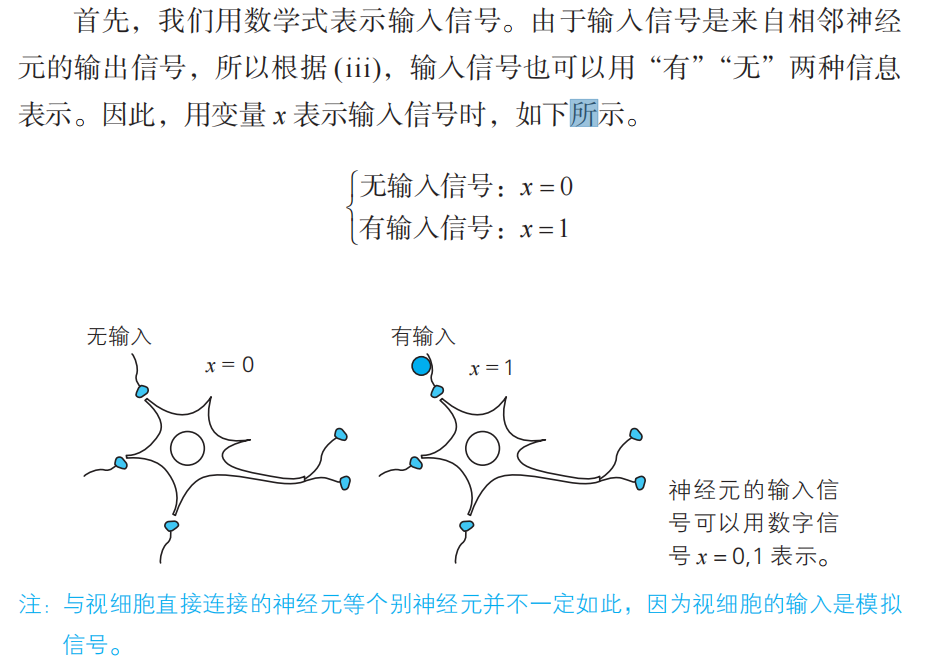 首先，我们用数学式表示输入信号。由于输入信号是来自相邻神经
元的输出信号，所以根据 (iii)，输入信号也可以用“有”“无”两种信息
表示。因此，用变量 x 表示输入信号时，如下所示。
无输入信号：x = 0
有输入信号：x = 1
无输入
x = 0
有输入
x = 1
神经元的输入信
号可以用数字信
号 x = 0,1 表示。
注：与视细胞直接连接的神经元等个别神经元并不一定如此，因为视细胞的输入是模拟
信号。